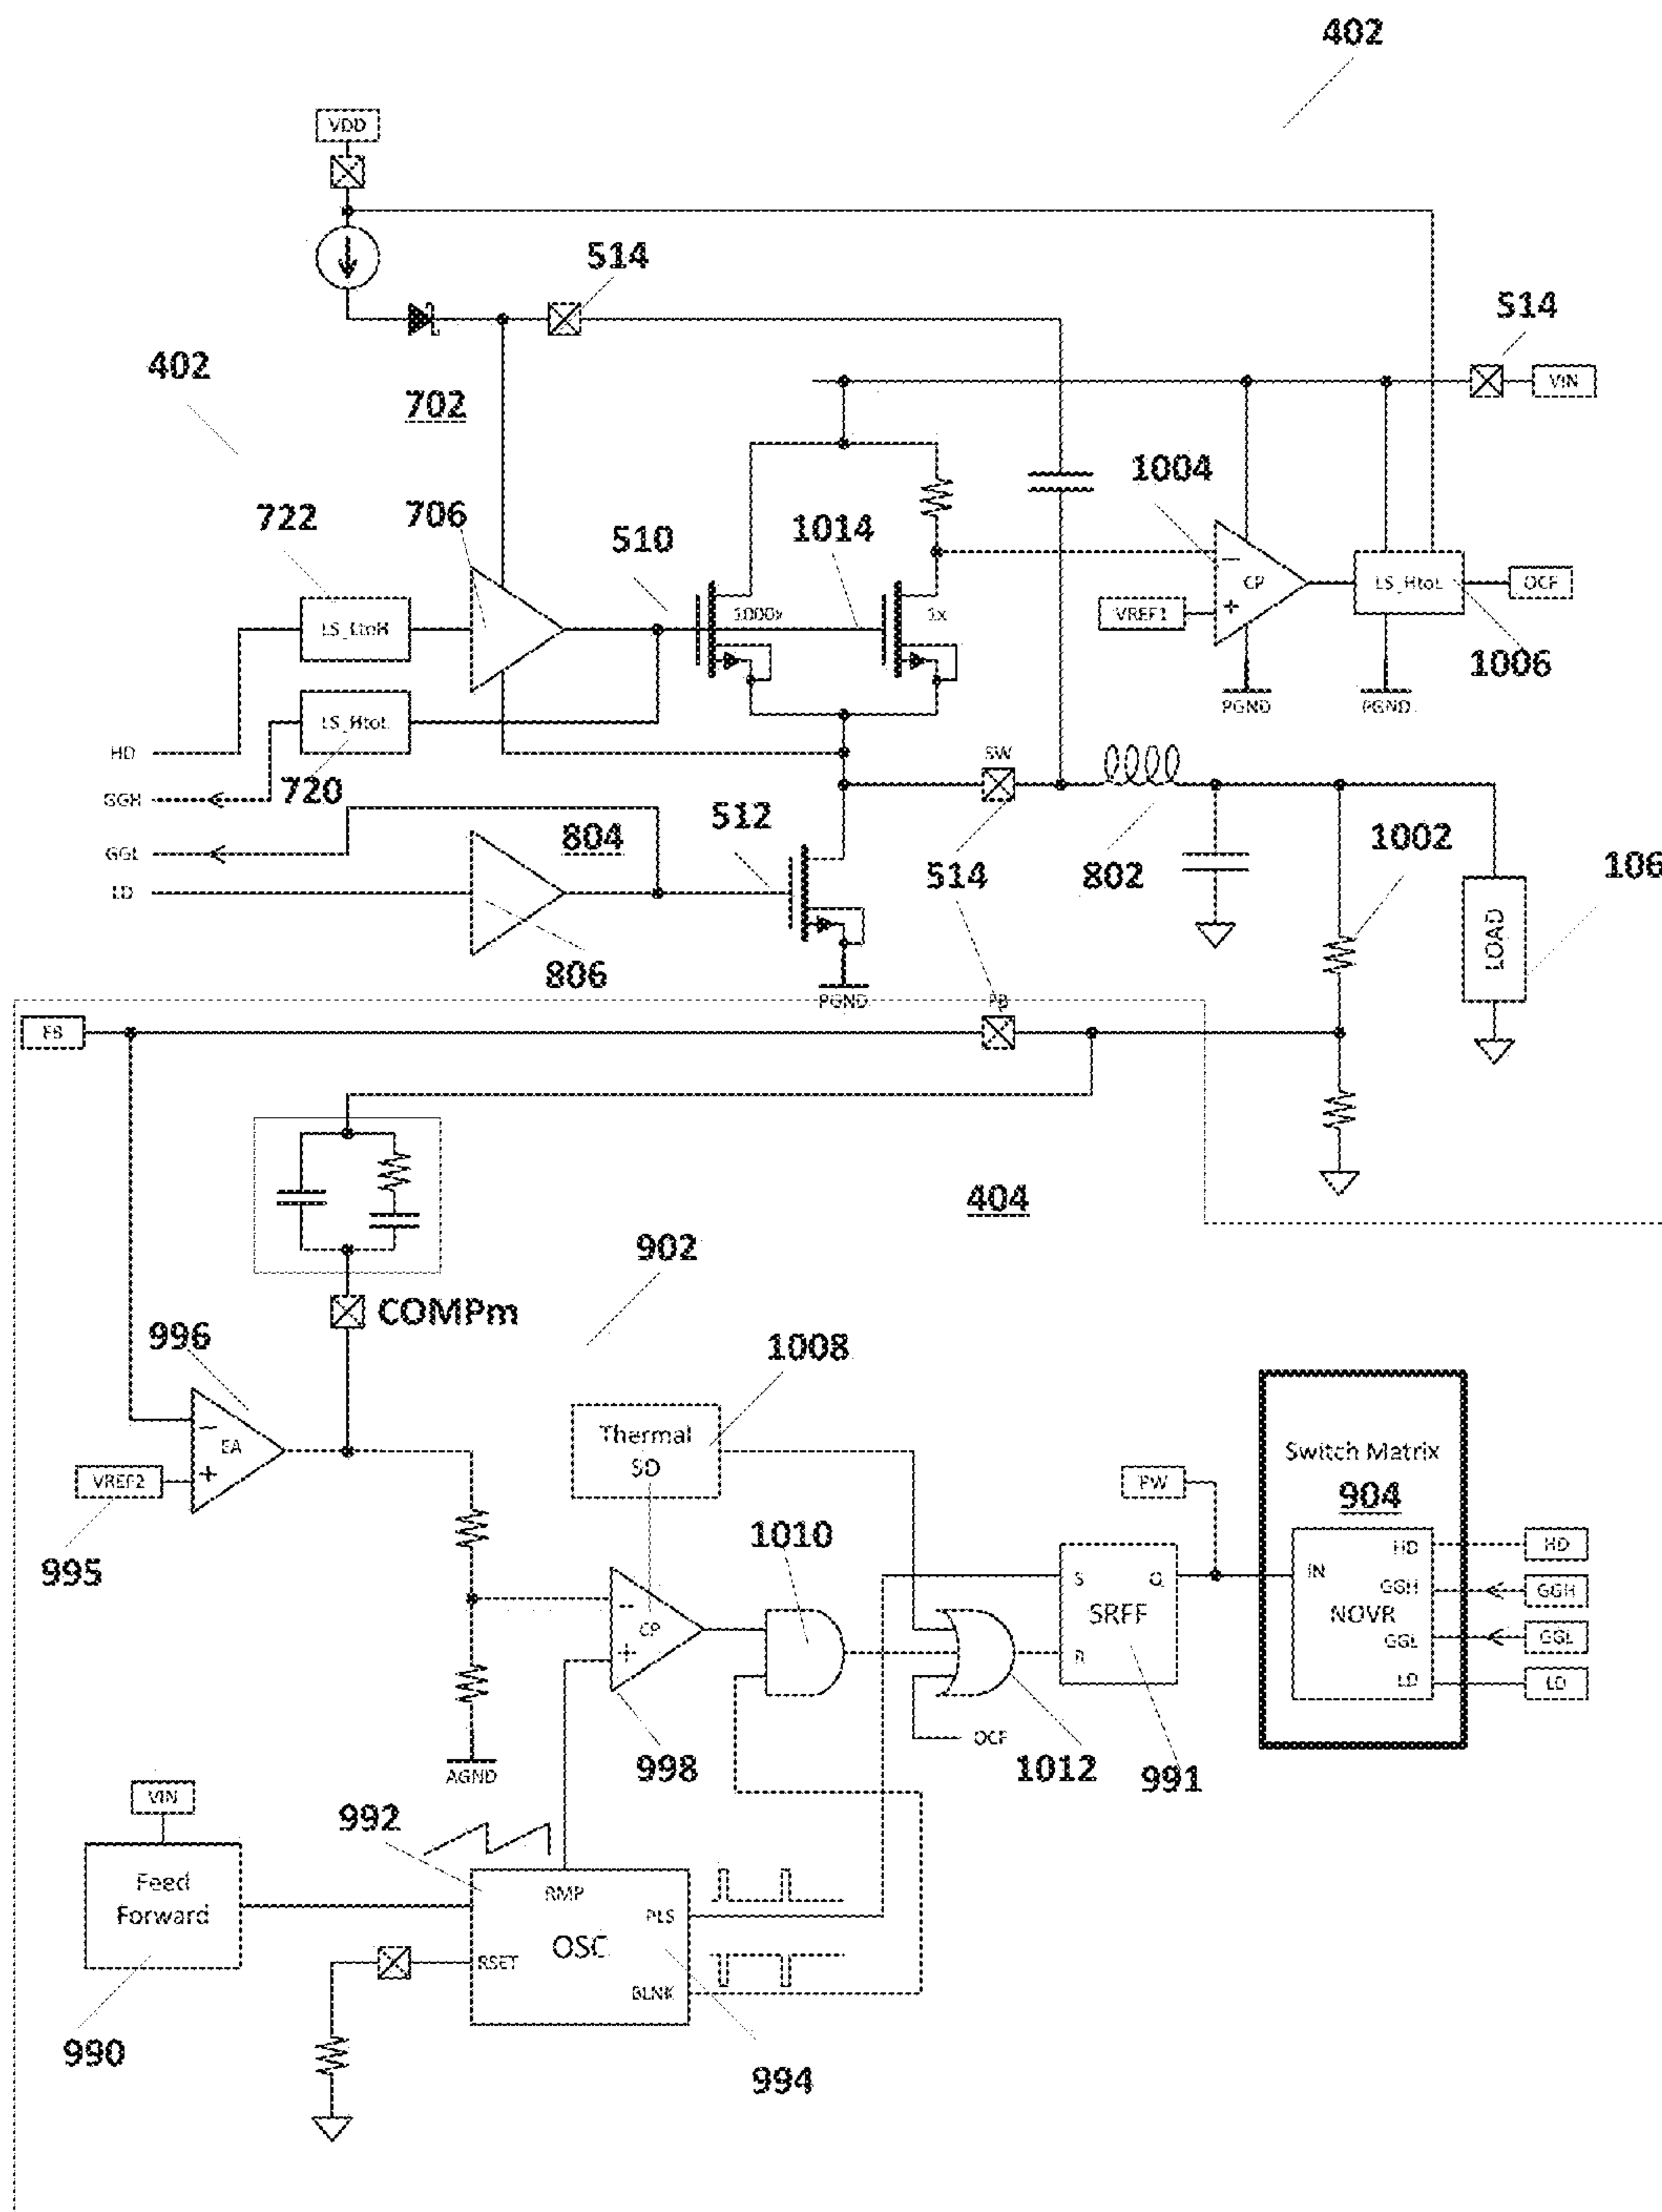 402
VDD
514
514
402
VIN
702
1004
722
706
510
1014
CP
LS_HtoL
OCF
1000x
1x
LS_LtoH
VREF1
1006
PGND
PGND
LS_HtoL
HD
SW
720
GGH
512
804
1002
GGL
514
802
106
LD
LOAD
806
PGND
FB
FB
404
902
COMPm
996
1008
EA
Thermal
SD
Switch Matrix
VREF2
PW
904
1010
HD
HD
995
S
Q
IN
GGH
GGH
SRFF
NOVR
CP
GGL
GGL
R
LD
LD
OCF
998
1012
991
AGND
VIN
992
Feed
Forward
RMP
PLS
OSC
RSET
BLNK
990
994